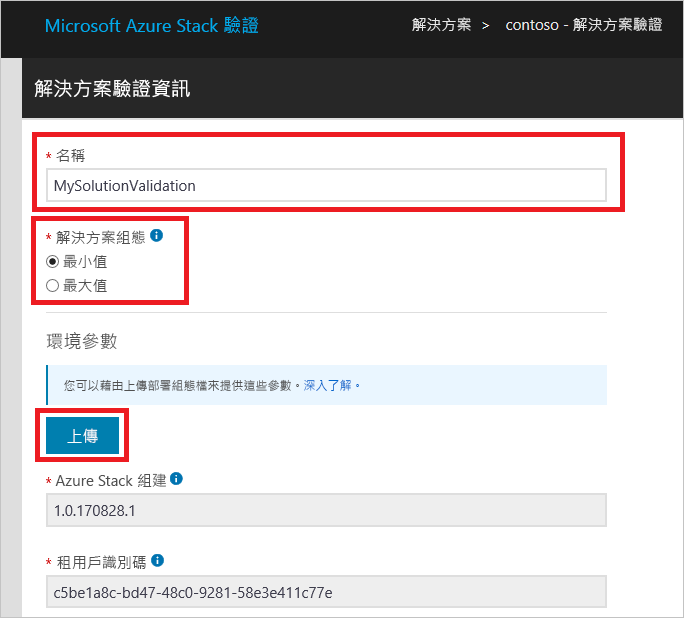 Microsoft Azure Stack 驗證
解決方案 > contoso - 解決方案驗證
解決方案驗證資訊
* 名稱
MySolutionValidation
* 解決方案組態
最小值
最大值
環境參數
您可以藉由上傳部署組態檔來提供這些參數。深入了解。
上傳
* Azure Stack 組建
1.0.170828.1
* 租用戶識別碼
c5be1a8c-bd47-48c0-9281-58e3e411c77e